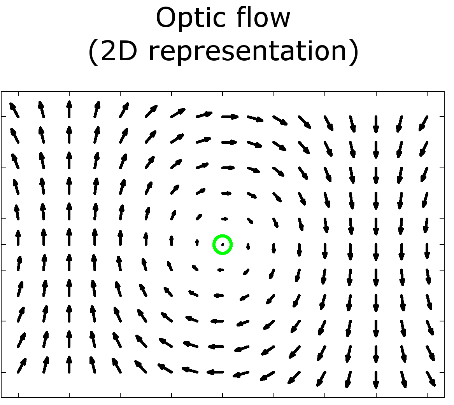 Optic flow
(2D representation)